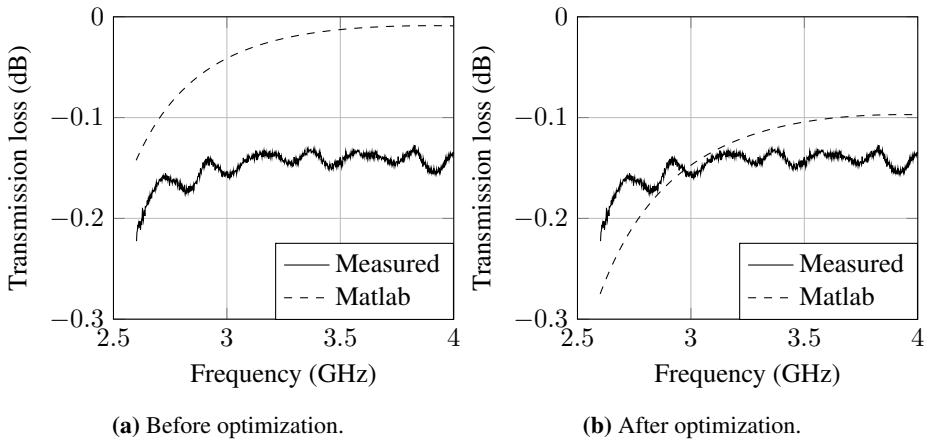 0
−0.1
−0.2
−0.3
2.5
3
3.5
4
Transmission loss (dB)
Frequency (GHz)
Measured
Matlab
(a) Before optimization.
0
−0.1
−0.2
−0.3
2.5
3
3.5
4
Transmission loss (dB)
Frequency (GHz)
Measured
Matlab
(b) After optimization.